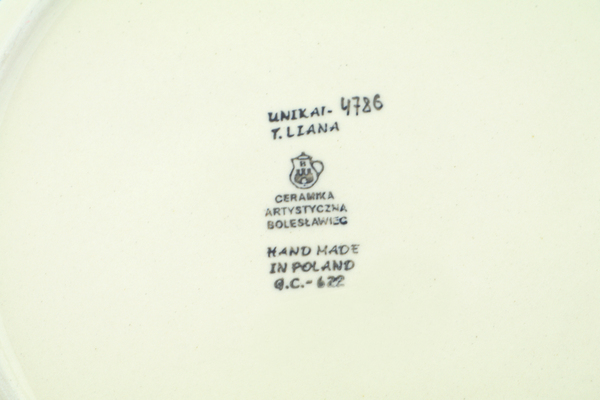 UNIKAT- 4786
T. LIANA
CERAMIKA
ARTYSTYCZNA
BOLESŁAWIEC
HAND MADE
IN POLAND
Q.C.-622